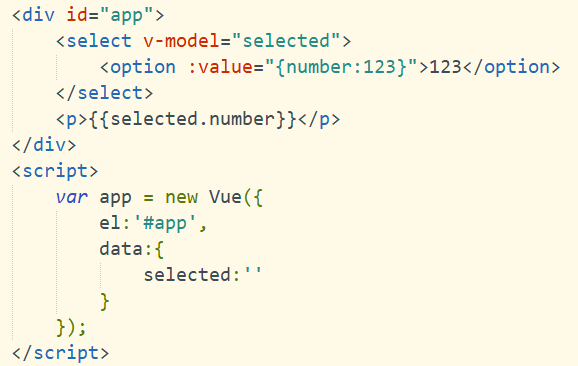 <div id="app">
    <select v-model="selected">
        <option :value="{number:123}">123</option>
    </select>
    <p>{{selected.number}}</p>
</div>
<script>
    var app = new Vue({
        el:'#app',
        data:{
            selected:''
        }
    });
</script>